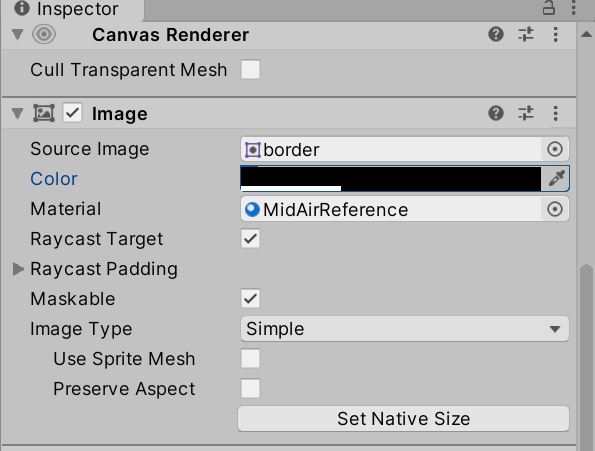 Inspector
Canvas Renderer
Cull Transparent Mesh
Image
Source Image border
Color
Material MidAirReference
Raycast Target
Raycast Padding
Maskable
Image Type Simple
Use Sprite Mesh
Preserve Aspect
Set Native Size